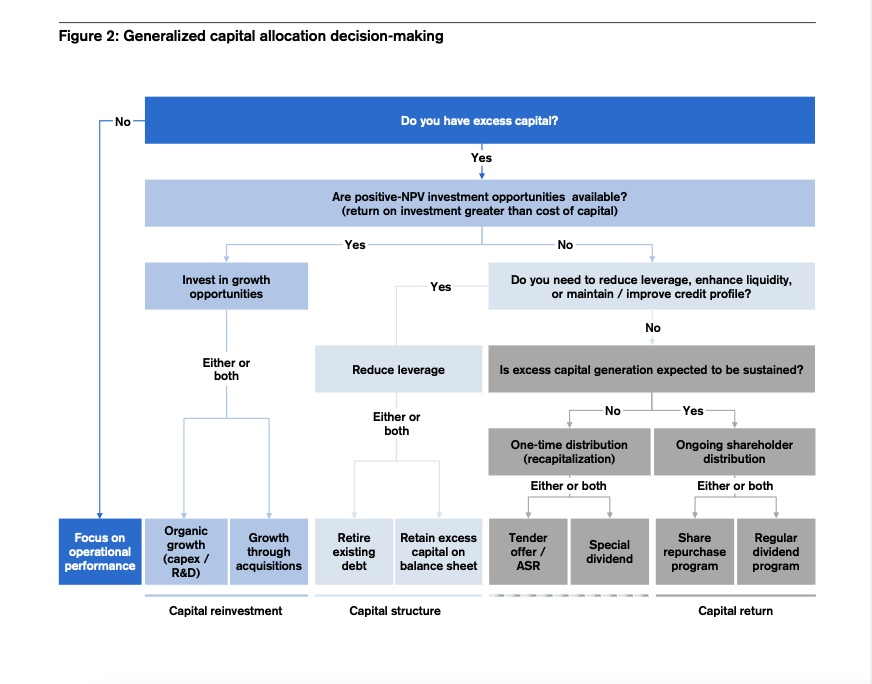 Figure 2: Generalized capital allocation decision-making
Do you have excess capital?
No
Yes
Are positive-NPV investment opportunities available?
(return on investment greater than cost of capital)
Yes
No
Invest in growth
opportunities
Yes
Do you need to reduce leverage, enhance liquidity,
or maintain / improve credit profile?
No
Either or
both
Reduce leverage
Is excess capital generation expected to be sustained?
Either or
both
No
Yes
One-time distribution
(recapitalization)
Ongoing shareholder
distribution
Either or both
Either or both
Focus on
operational
performance
Organic
growth
(capex /
R&D)
Growth
through
acquisitions
Retire
existing
debt
Retain excess
capital on
balance sheet
Tender
offer /
ASR
Special
dividend
Share
repurchase
program
Regular
dividend
program
Capital reinvestment
Capital structure
Capital return